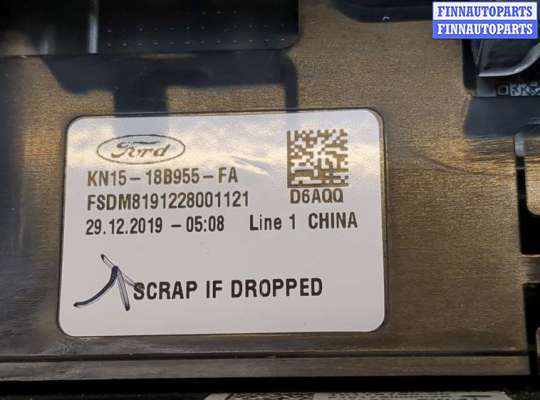 FINNAUTOPARTS
FINNAUTOPARTS
Ford
KN15-18B955-FA
FSDM8191228001121
D6AQQ
29.12.2019-05:08 Line 1 CHINA
SCRAP IF DROPPED